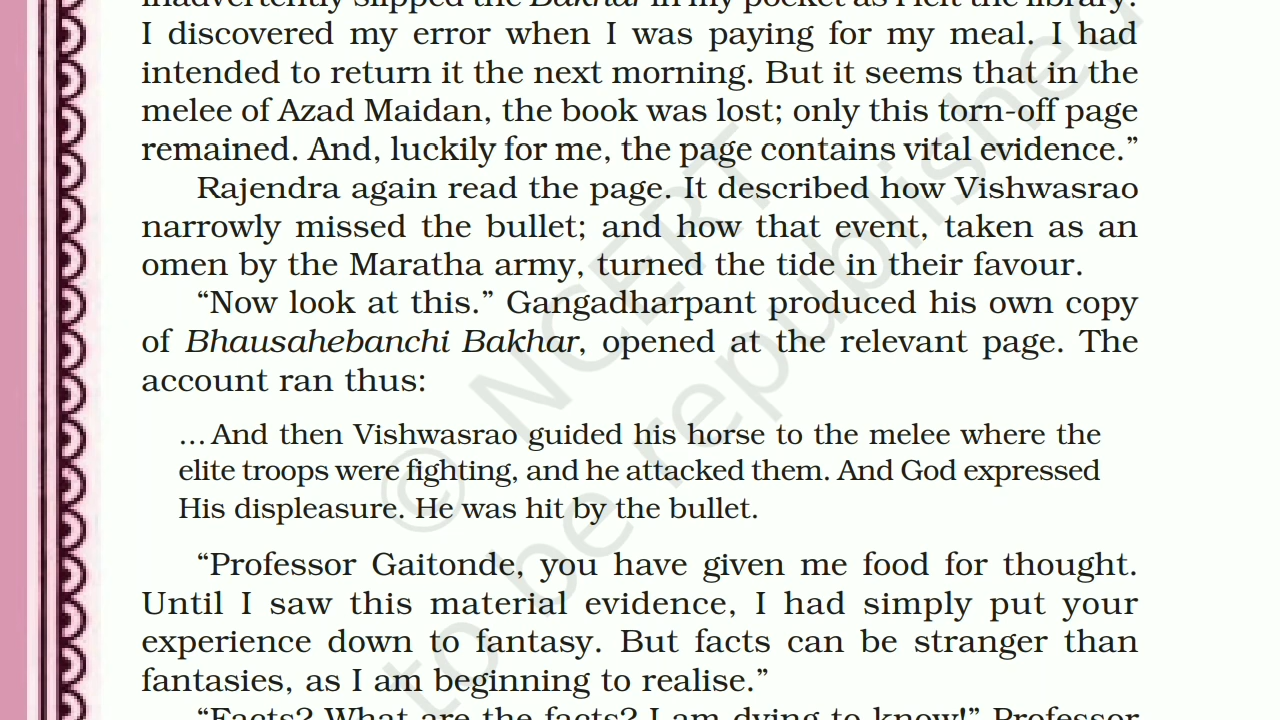 inadvertently slipped the Bakhar in my pocket as I left the library.
I discovered my error when I was paying for my meal. I had
intended to return it the next morning. But it seems that in the
melee of Azad Maidan, the book was lost; only this torn-off page
remained. And, luckily for me, the page contains vital evidence.”
Rajendra again read the page. It described how Vishwasrao
narrowly missed the bullet; and how that event, taken as an
omen by the Maratha army, turned the tide in their favour.
“Now look at this.” Gangadharpant produced his own copy
of Bhausahebanchi Bakhar, opened at the relevant page. The
account ran thus:
…And then Vishwasrao guided his horse to the melee where the
elite troops were fighting, and he attacked them. And God expressed
His displeasure. He was hit by the bullet.
“Professor Gaitonde, you have given me food for thought.
Until I saw this material evidence, I had simply put your
experience down to fantasy. But facts can be stranger than
fantasies, as I am beginning to realise.”
“Facts? What are the facts? I am dying to know!” Professor
© NCERT
to be republished